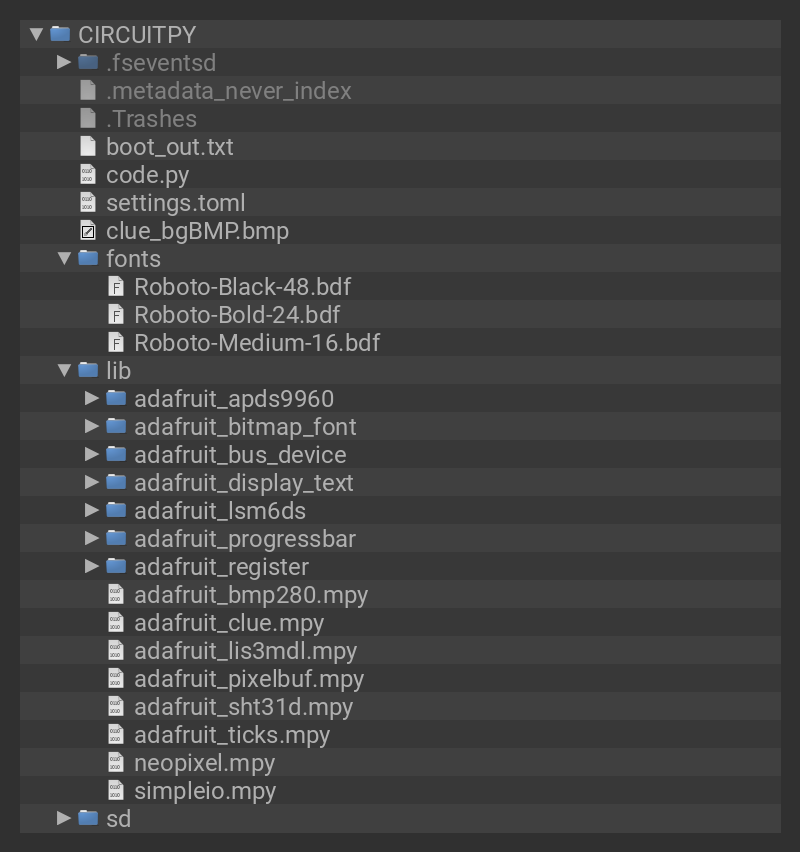 CIRCUITPY
.fseventsd
.metadata_never_index
.Trashes
boot_out.txt
code.py
settings.toml
clue_bgBMP.bmp
fonts
Roboto-Black-48.bdf
Roboto-Bold-24.bdf
Roboto-Medium-16.bdf
lib
adafruit_apds9960
adafruit_bitmap_font
adafruit_bus_device
adafruit_display_text
adafruit_lsm6ds
adafruit_progressbar
adafruit_register
adafruit_bmp280.mpy
adafruit_clue.mpy
adafruit_lis3mdl.mpy
adafruit_pixelbuf.mpy
adafruit_sht31d.mpy
adafruit_ticks.mpy
neopixel.mpy
simpleio.mpy
sd